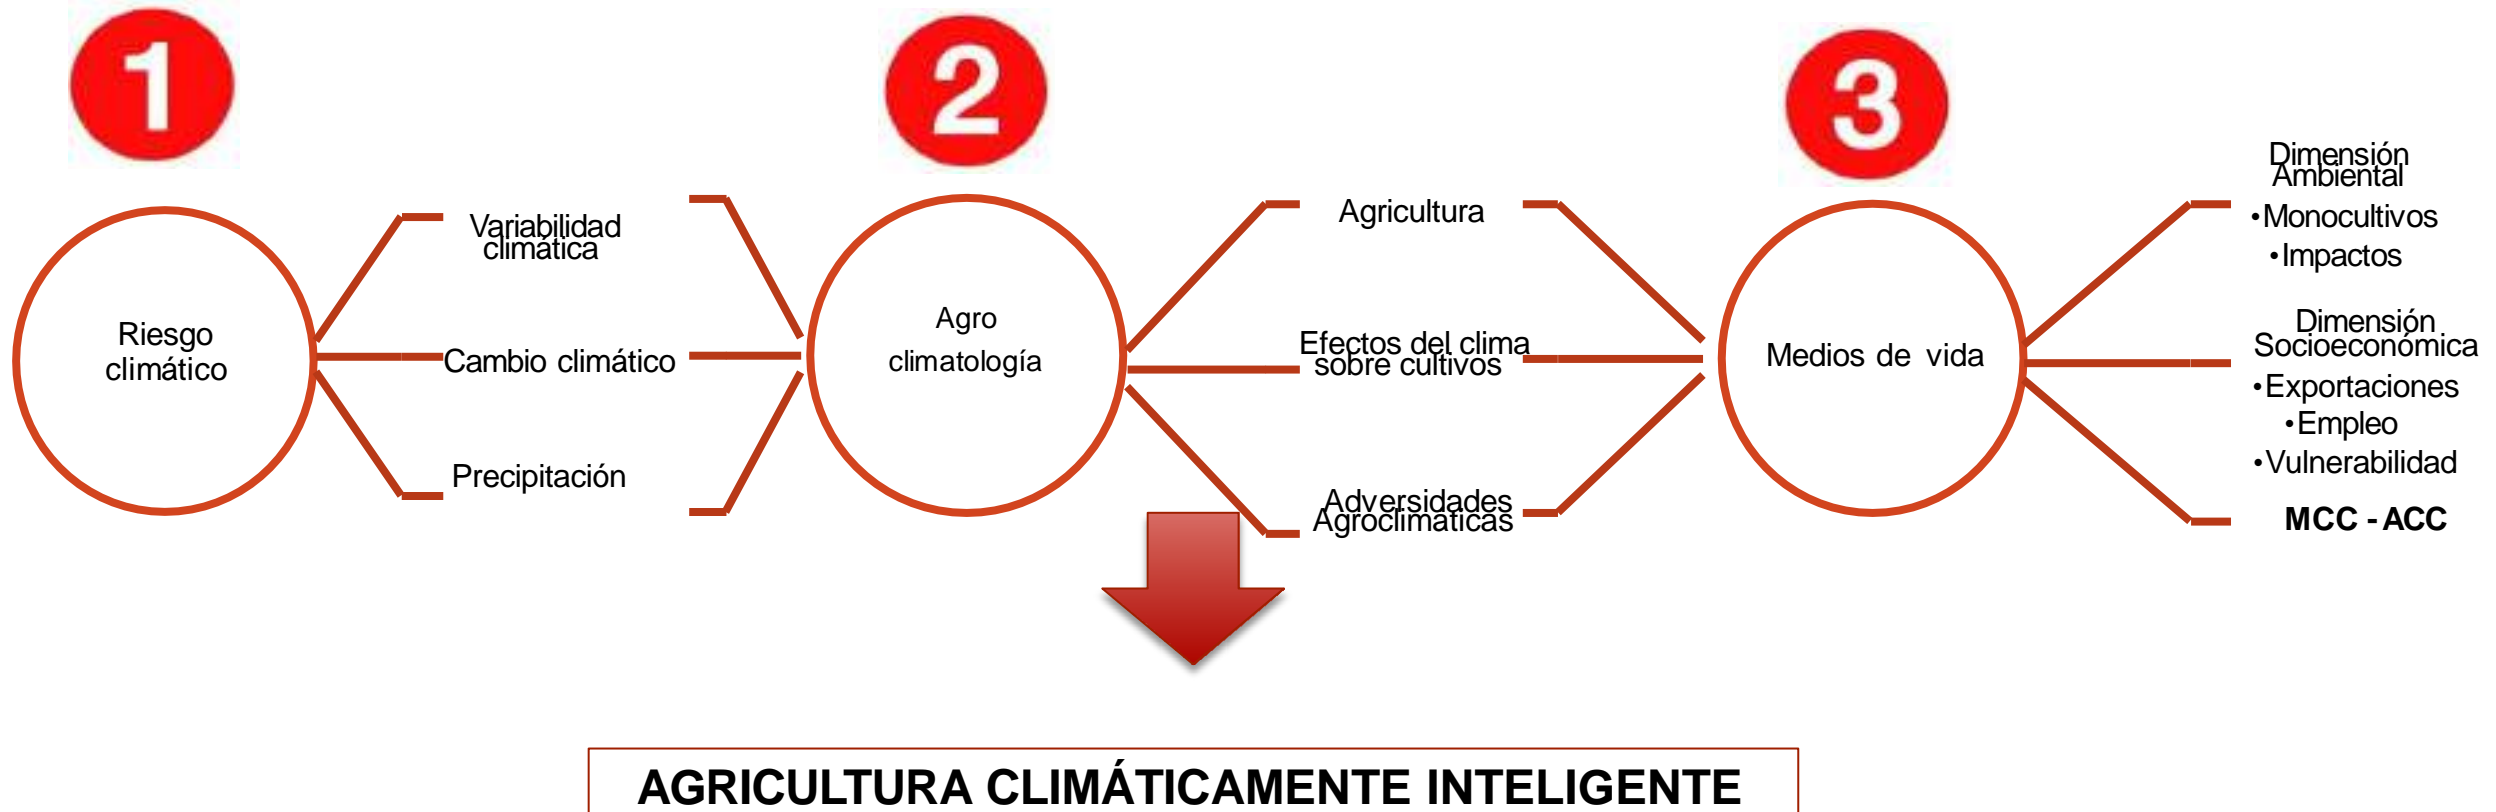 1
Riesgo
climático
Variabilidad
climática
Cambio climático
Precipitación
2
Agro
climatología
Agricultura
Efectos del clima
sobre cultivos
Adversidades
Agroclimáticas
3
Medios de vida
Dimensión
Ambiental
•Monocultivos
•Impactos
Dimensión
Socioeconómica
•Exportaciones
•Empleo
•Vulnerabilidad
MCC - ACC
AGRICULTURA CLIMÁTICAMENTE INTELIGENTE